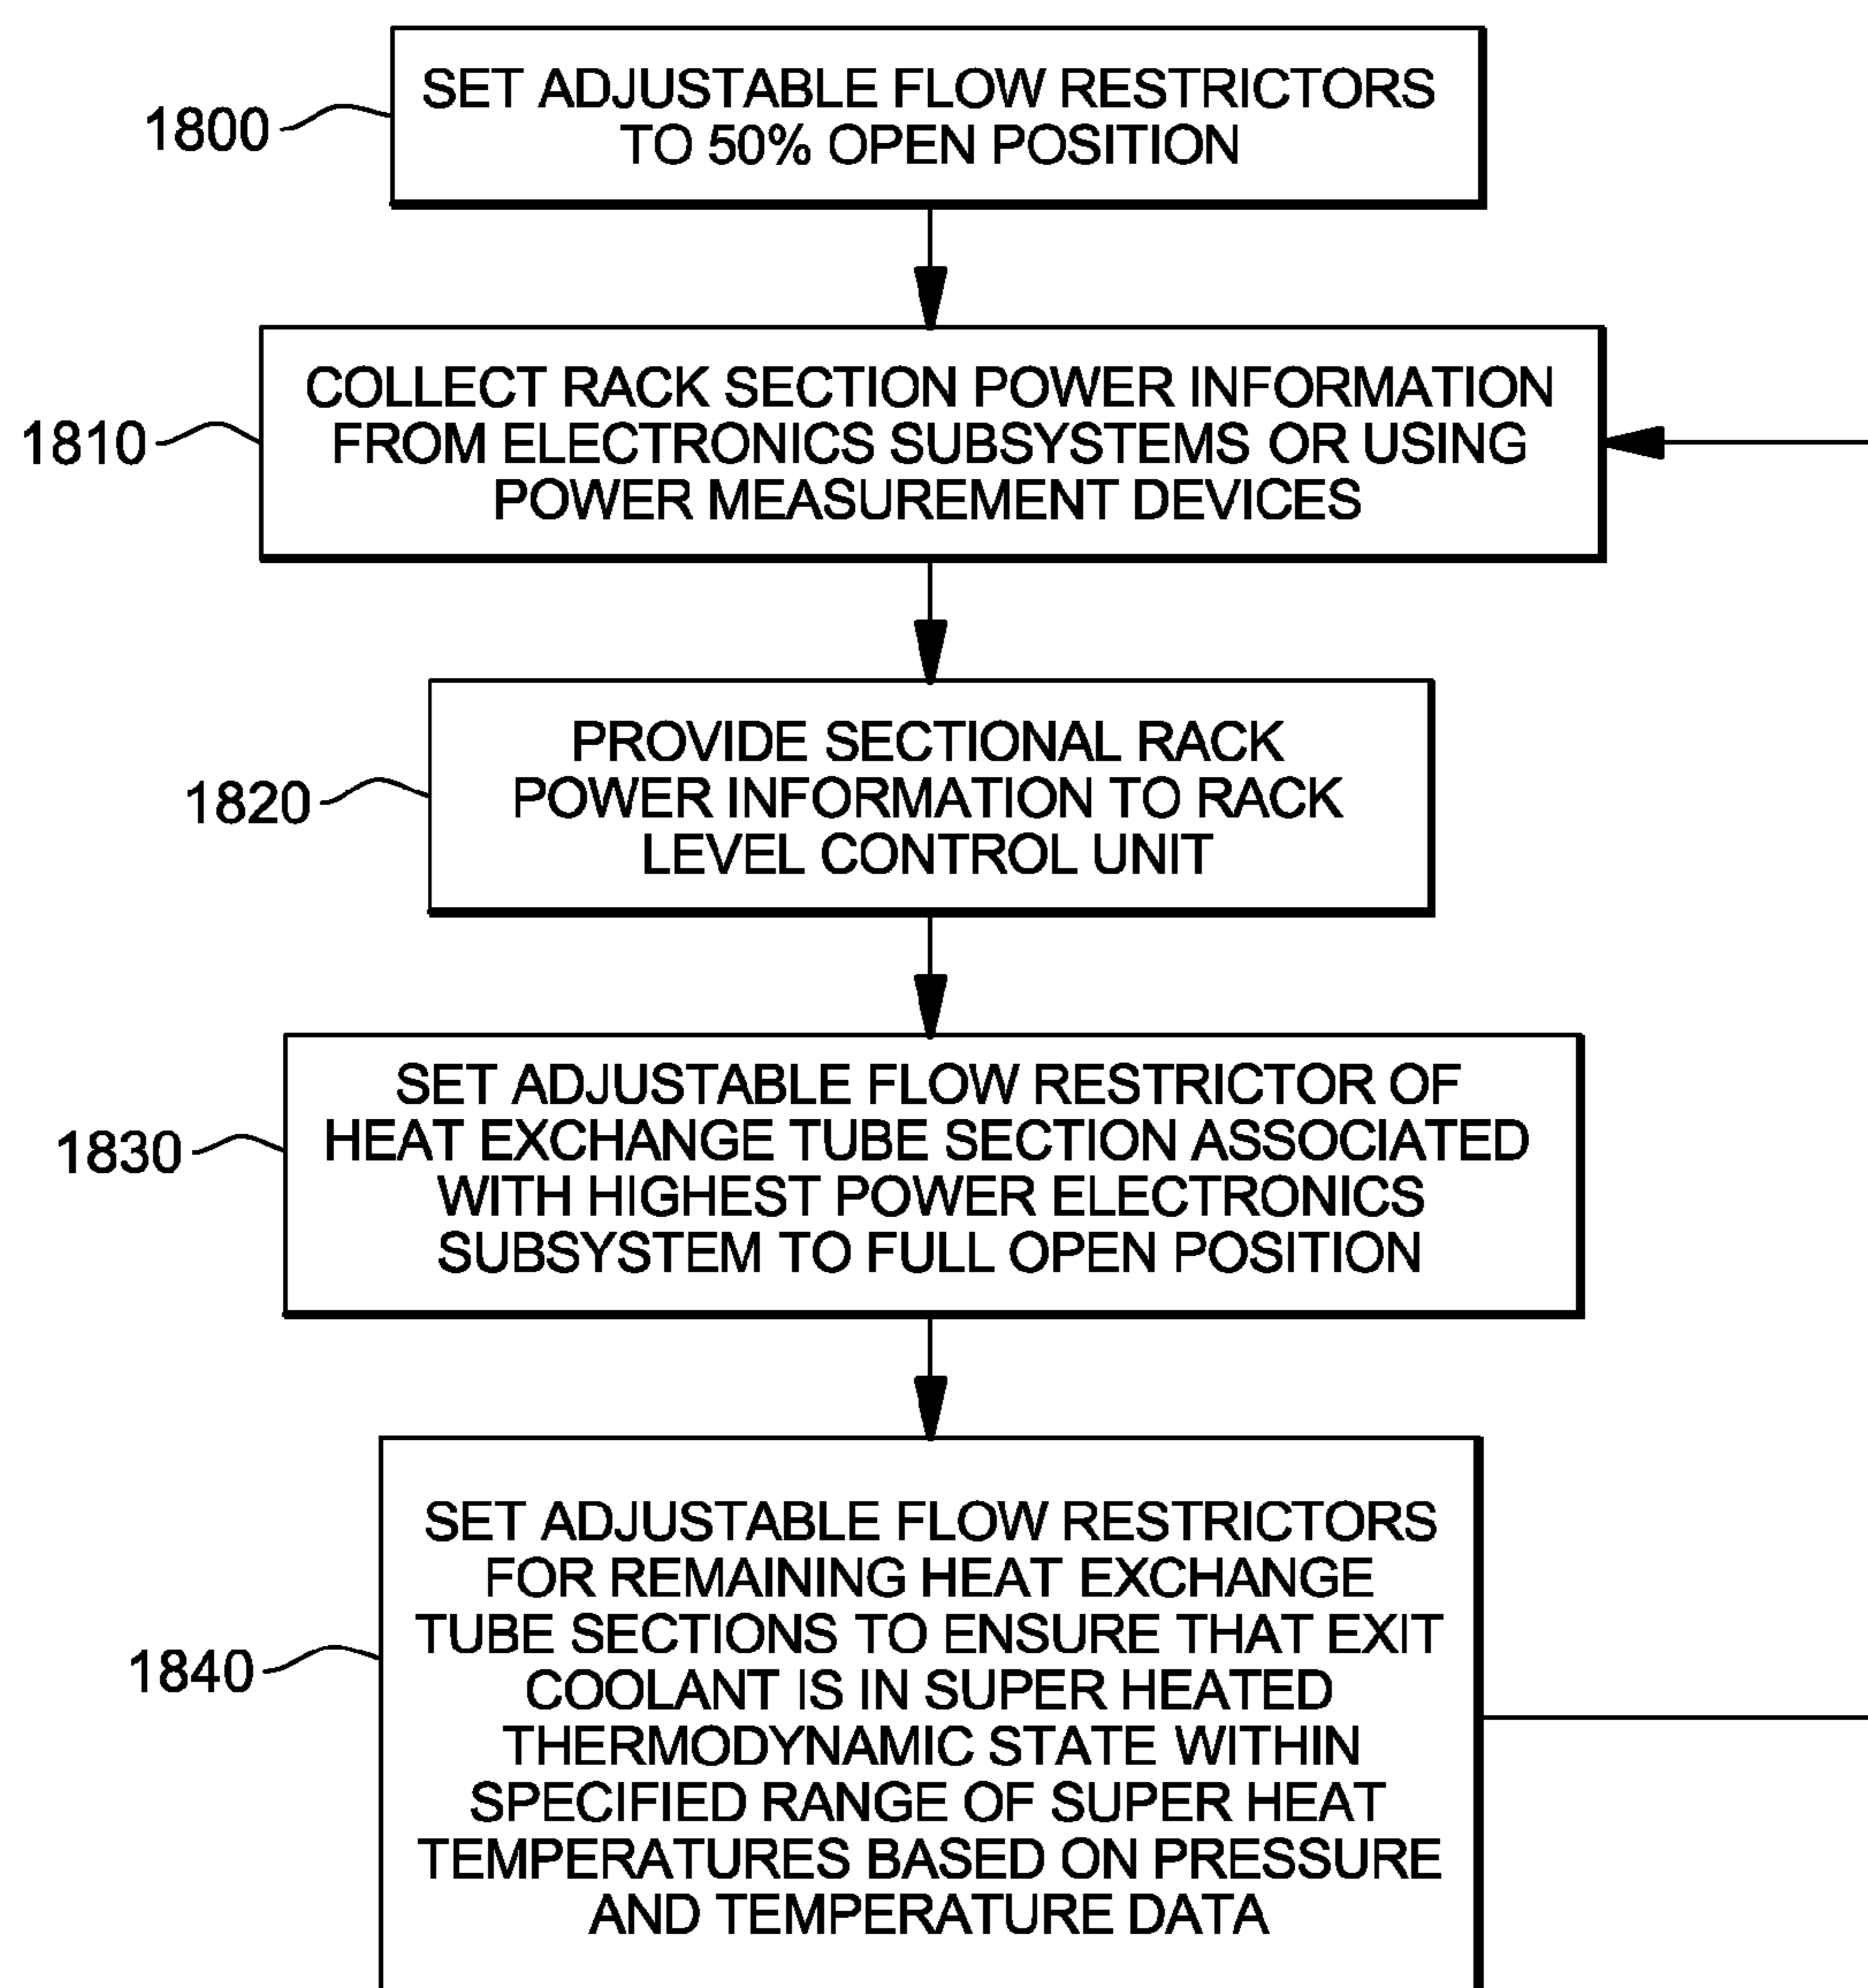 1800
SET ADJUSTABLE FLOW RESTRICTORS
TO 50% OPEN POSITION
1810
COLLECT RACK SECTION POWER INFORMATION
FROM ELECTRONICS SUBSYSTEMS OR USING
POWER MEASUREMENT DEVICES
1820
PROVIDE SECTIONAL RACK
POWER INFORMATION TO RACK
LEVEL CONTROL UNIT
1830
SET ADJUSTABLE FLOW RESTRICTOR OF
HEAT EXCHANGE TUBE SECTION ASSOCIATED
WITH HIGHEST POWER ELECTRONICS
SUBSYSTEM TO FULL OPEN POSITION
1840
SET ADJUSTABLE FLOW RESTRICTORS
FOR REMAINING HEAT EXCHANGE
TUBE SECTIONS TO ENSURE THAT EXIT
COOLANT IS IN SUPER HEATED
THERMODYNAMIC STATE WITHIN
SPECIFIED RANGE OF SUPER HEAT
TEMPERATURES BASED ON PRESSURE
AND TEMPERATURE DATA